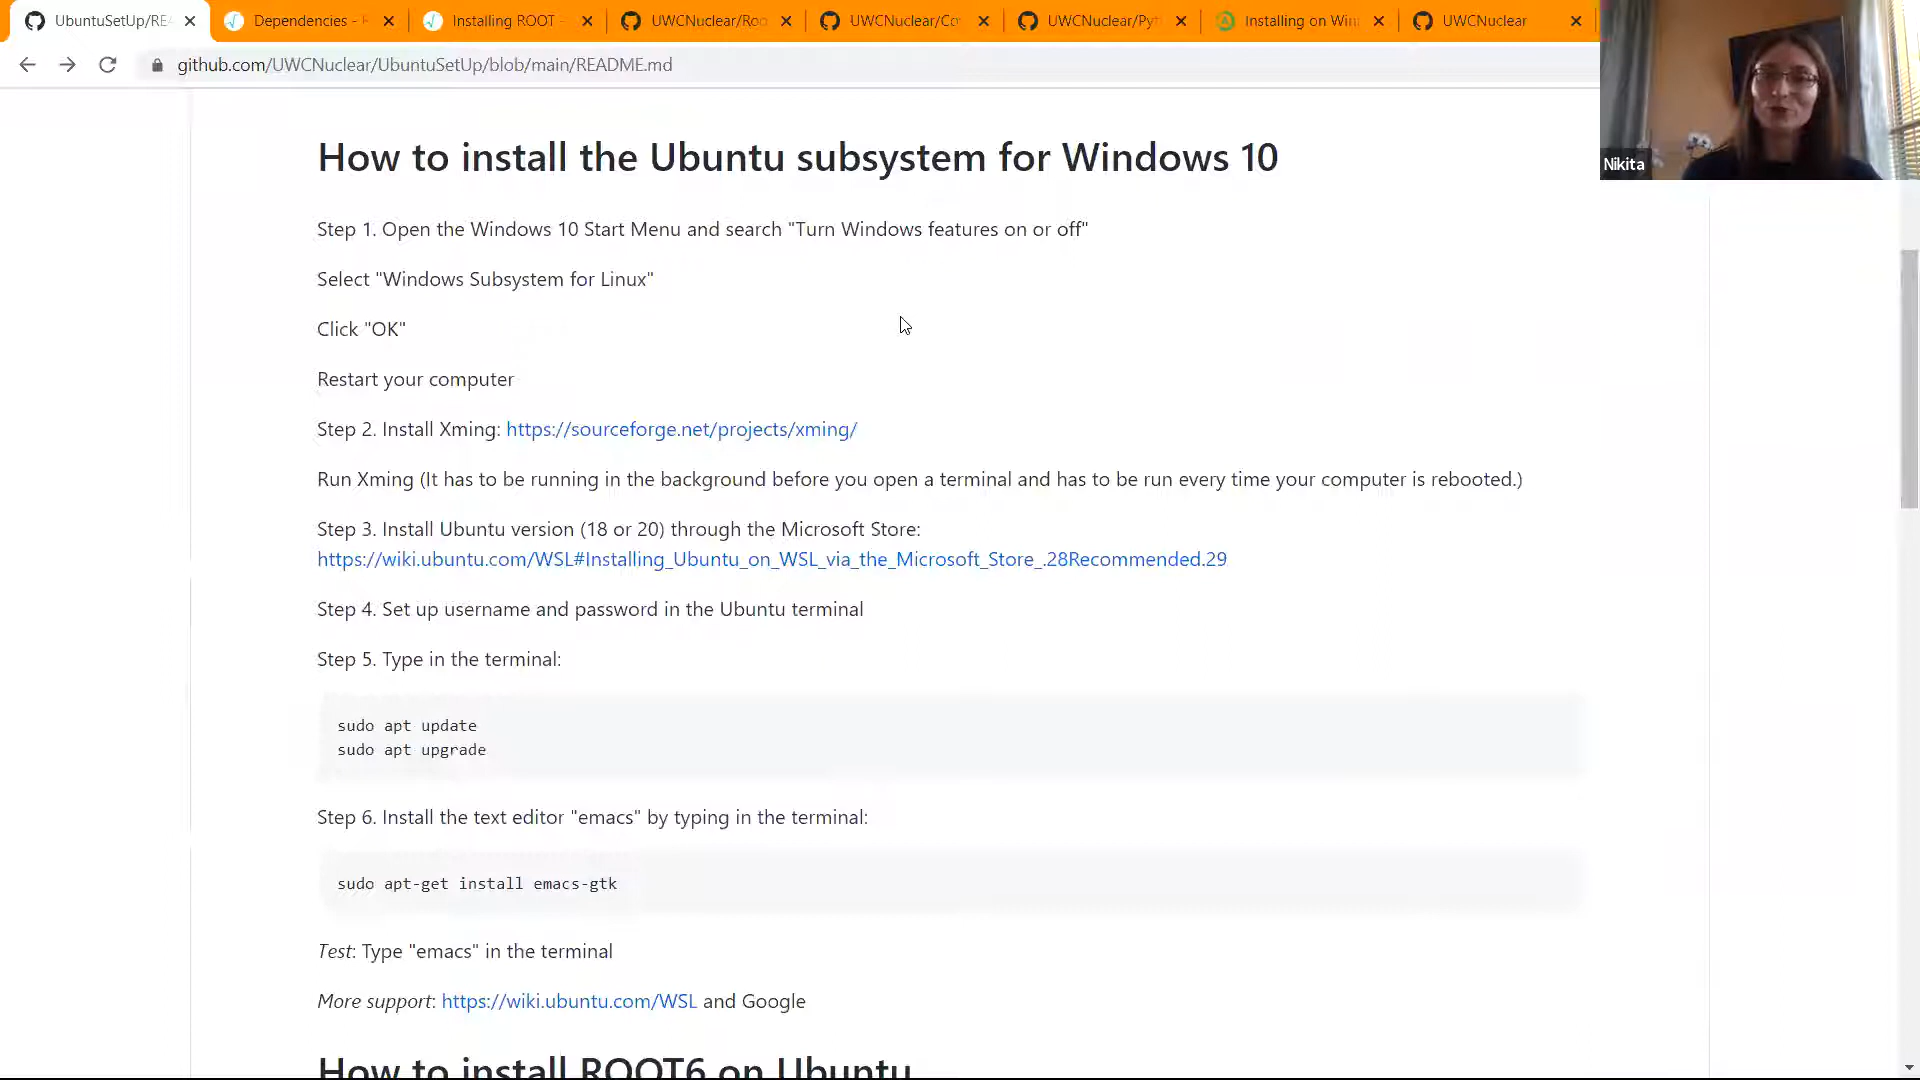 UbuntuSetUp/REA
Dependencies - R
Installing ROOT -
UWCNuclear/Roo
UWCNuclear/Co
UWCNuclear/Pyt
Installing on Win
UWCNuclear
github.com/UWCNuclear/UbuntuSetUp/blob/main/README.md
Nikita
How to install the Ubuntu subsystem for Windows 10
Step 1. Open the Windows 10 Start Menu and search "Turn Windows features on or off"
Select "Windows Subsystem for Linux"
Click "OK"
Restart your computer
Step 2. Install Xming: https://sourceforge.net/projects/xming/
Run Xming (It has to be running in the background before you open a terminal and has to be run every time your computer is rebooted.)
Step 3. Install Ubuntu version (18 or 20) through the Microsoft Store:
https://wiki.ubuntu.com/WSL#Installing_Ubuntu_on_WSL_via_the_Microsoft_Store_.28Recommended.29
Step 4. Set up username and password in the Ubuntu terminal
Step 5. Type in the terminal:
sudo apt update
sudo apt upgrade
Step 6. Install the text editor "emacs" by typing in the terminal:
sudo apt-get install emacs-gtk
Test: Type "emacs" in the terminal
More support: https://wiki.ubuntu.com/WSL and Google
How to install ROOT6 on Ubuntu